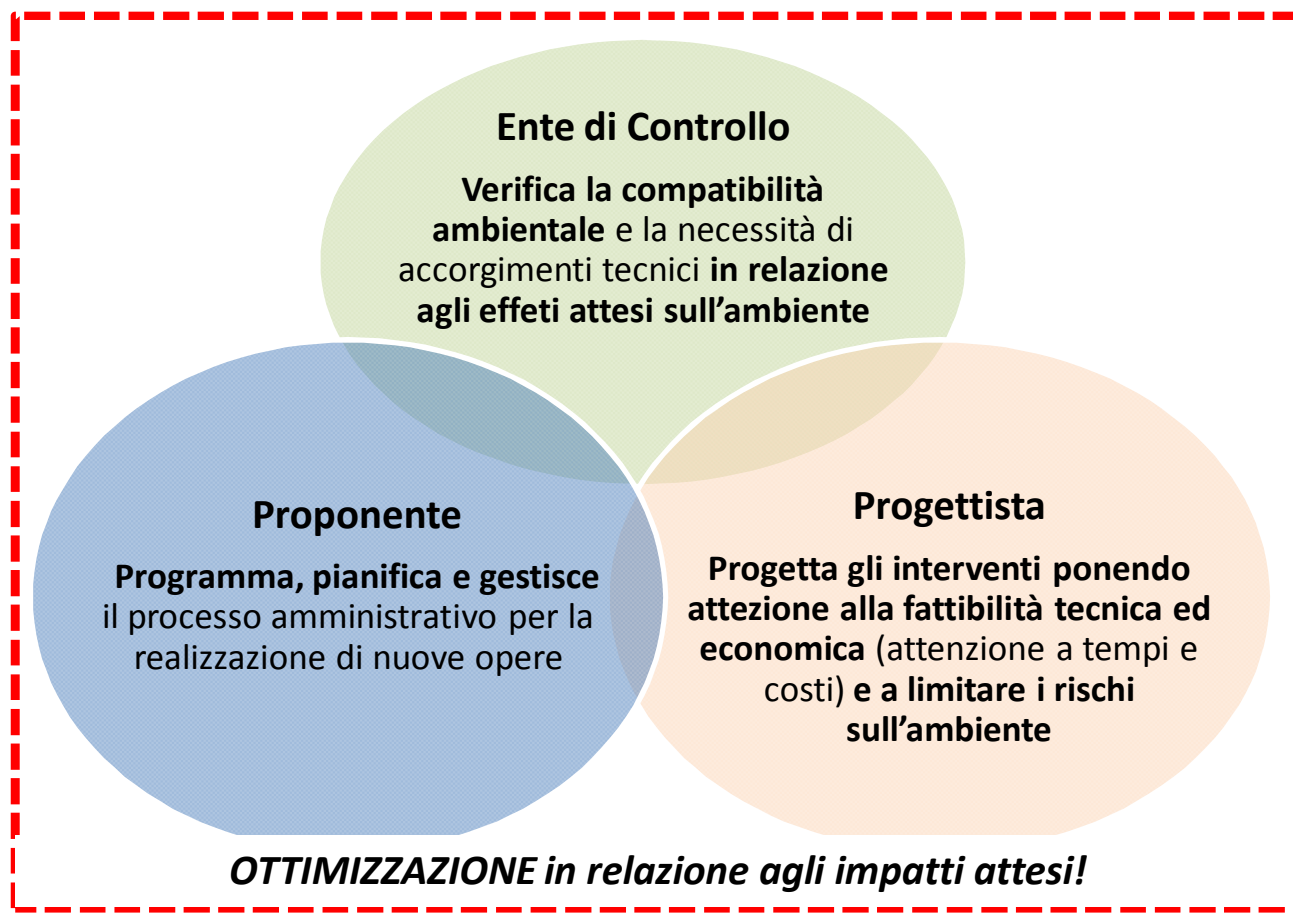 Ente di Controllo
Verifica la compatibilità
ambientale e la necessità di
accorgimenti tecnici in relazione
agli effeti attesi sull'ambiente
Proponente
Programma, pianifica e gestisce
il processo amministrativo per la
realizzazione di nuove opere
Progettista
Progetta gli interventi ponendo
attezione alla fattibilità tecnica ed
economica (attenzione a tempi e
costi) e a limitare i rischi
sull'ambiente
OTTIMIZZAZIONE in relazione agli impatti attesi!